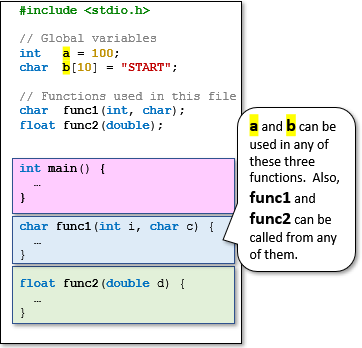 #include <stdio.h>
// Global variables
int   a = 100;
char  b[10] = "START";
// Functions used in this file
char  func1(int, char);
float func2(double);
int main() {
  …
}
char func1(int i, char c) {
  …
}
float func2(double d) {
  …
}
a and b can be
used in any of
these three
functions.  Also,
func1 and
func2 can be
called from any
of them.